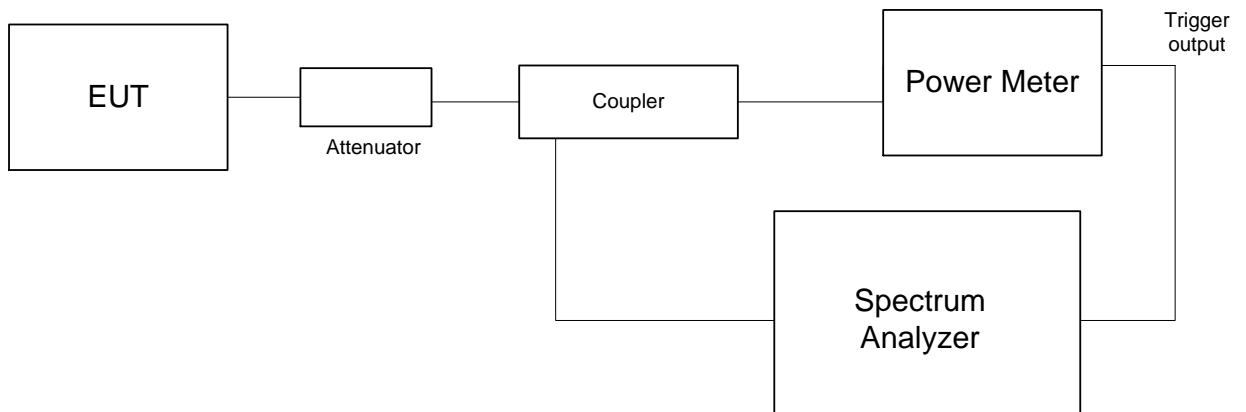 EUT
Attenuator
Coupler
Power Meter
Trigger
output
Spectrum
Analyzer